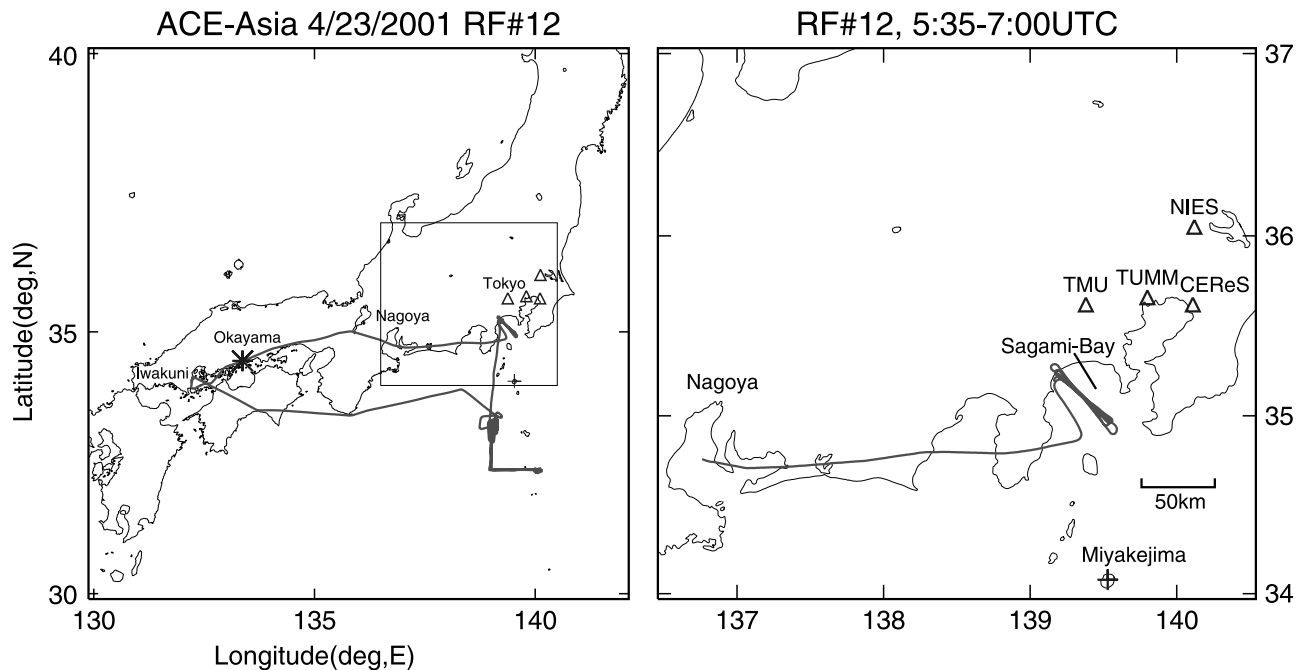 ACE-Asia 4/23/2001 RF#12
40
35
30
130
135
140
Latitude(deg,N)
Longitude(deg,E)
Tokyo
Nagoya
Okayama
Iwakuni
RF#12, 5:35-7:00UTC
37
36
35
34
137
138
139
140
NIES
TMU
TUMM
CEReS
Sagami-Bay
Nagoya
50km
Miyakejima